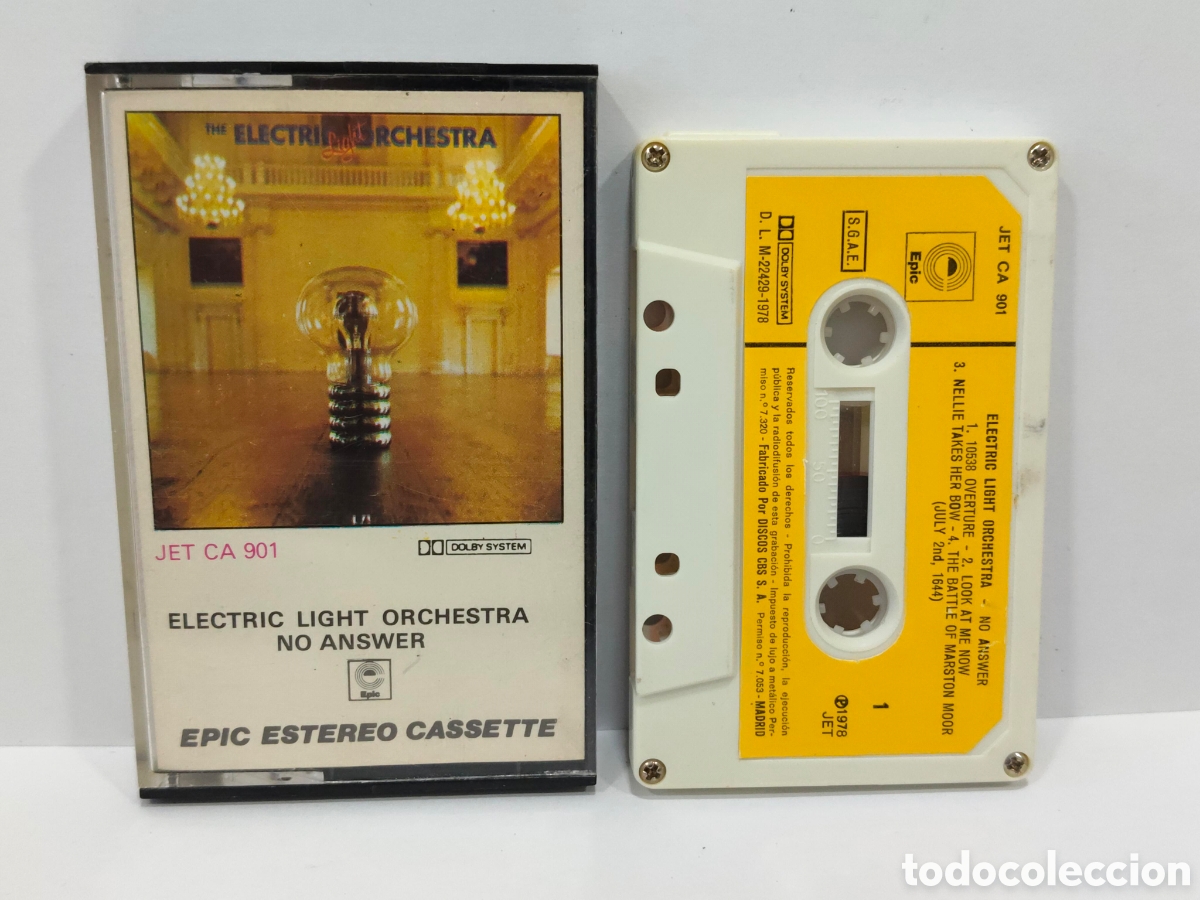 THE ELECTRIC Light ORCHESTRA
JET CA 901
DOLBY SYSTEM
ELECTRIC LIGHT ORCHESTRA
NO ANSWER
Epic
EPIC ESTEREO CASSETTE
JET CA 901
Epic
S.G.A.E.
DOLBY SYSTEM
D. L. M-22429-1978
ELECTRIC LIGHT ORCHESTRA - NO ANSWER
1. 10538 OVERTURE - 2. LOOK AT ME NOW
3. NELLIE TAKES HER BOW - 4. THE BATTLE OF MARSTON MOOR
(JULY 2nd, 1644)
1
℗1978
JET
100
50
0
Reservados todos los derechos - Prohibida la reproducción, la ejecución
pública y la radiodifusión de esta grabación - Impuesto de lujo a metálico Per-
miso n.º 7.320 - Fabricado Por DISCOS CBS S. A. Permiso n.º 7.053 - MADRID
todocoleccion